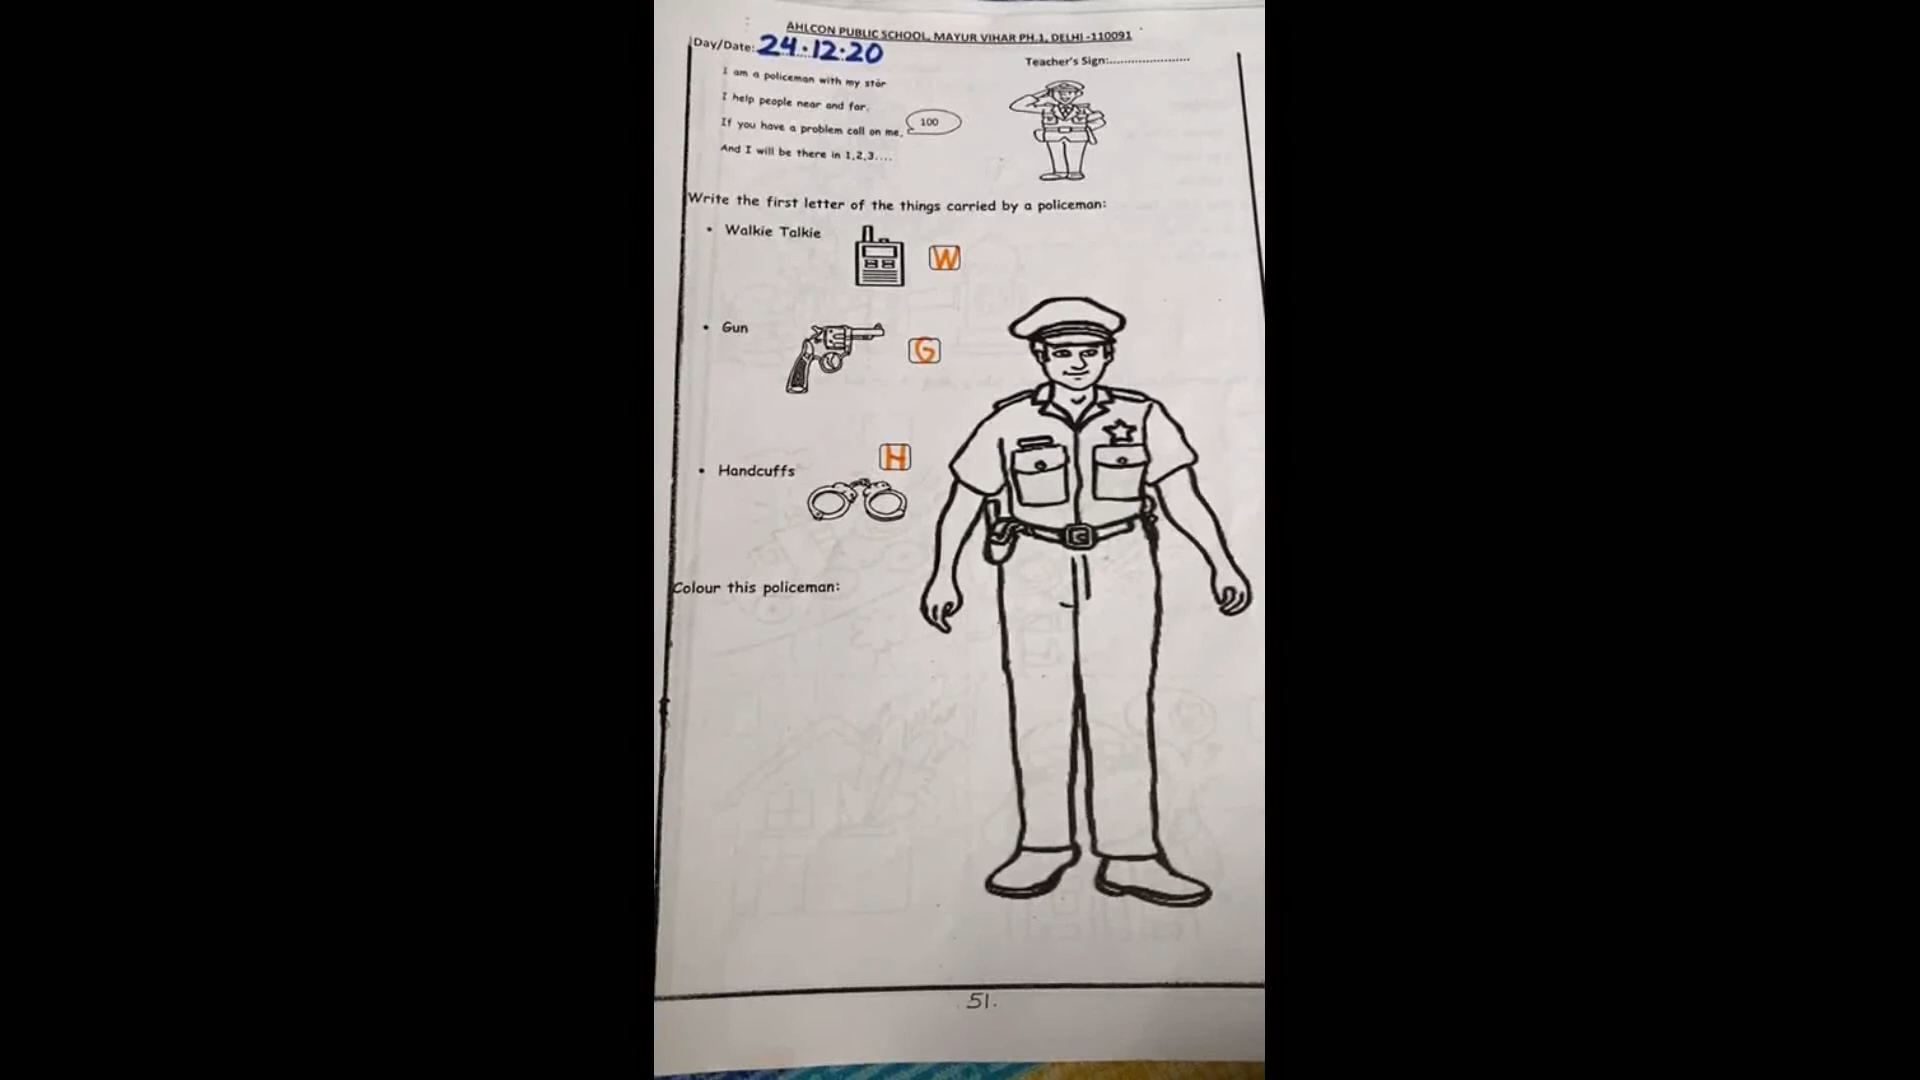 AHLCON PUBLIC SCHOOL, MAYUR VIHAR PH.1, DELHI -110091
Day/Date: 24.12.20
Teacher's Sign:......................
I am a policeman with my star
I help people near and far.
If you have a problem call on me,
100
And I will be there in 1,2,3....
Write the first letter of the things carried by a policeman:
• Walkie Talkie
W
• Gun
G
• Handcuffs
H
Colour this policeman:
51.